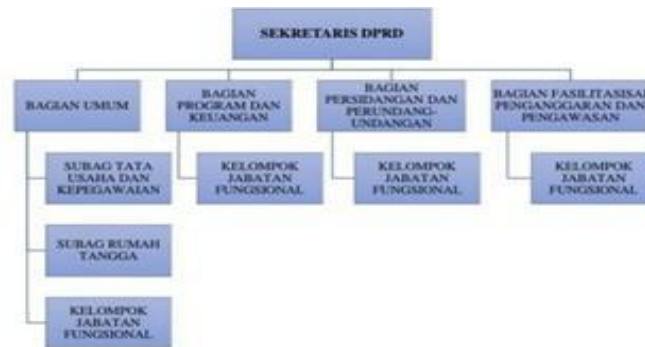 SEKRETARIS DPRD
BAGIAN UMUM
BAGIAN
PROGRAM DAN
KEUANGAN
BAGIAN
PERSIDANGAN DAN
PERUNDANG-
UNDANGAN
BAGIAN FASILITASISAI
PENGANGGARAN DAN
PENGAWASAN
SUBAG TATA
USAHA DAN
KEPEGAWAIAN
SUBAG RUMAH
TANGGA
KELOMPOK
JABATAN
FUNGSIONAL
KELOMPOK
JABATAN
FUNGSIONAL
KELOMPOK
JABATAN
FUNGSIONAL
KELOMPOK
JABATAN
FUNGSIONAL